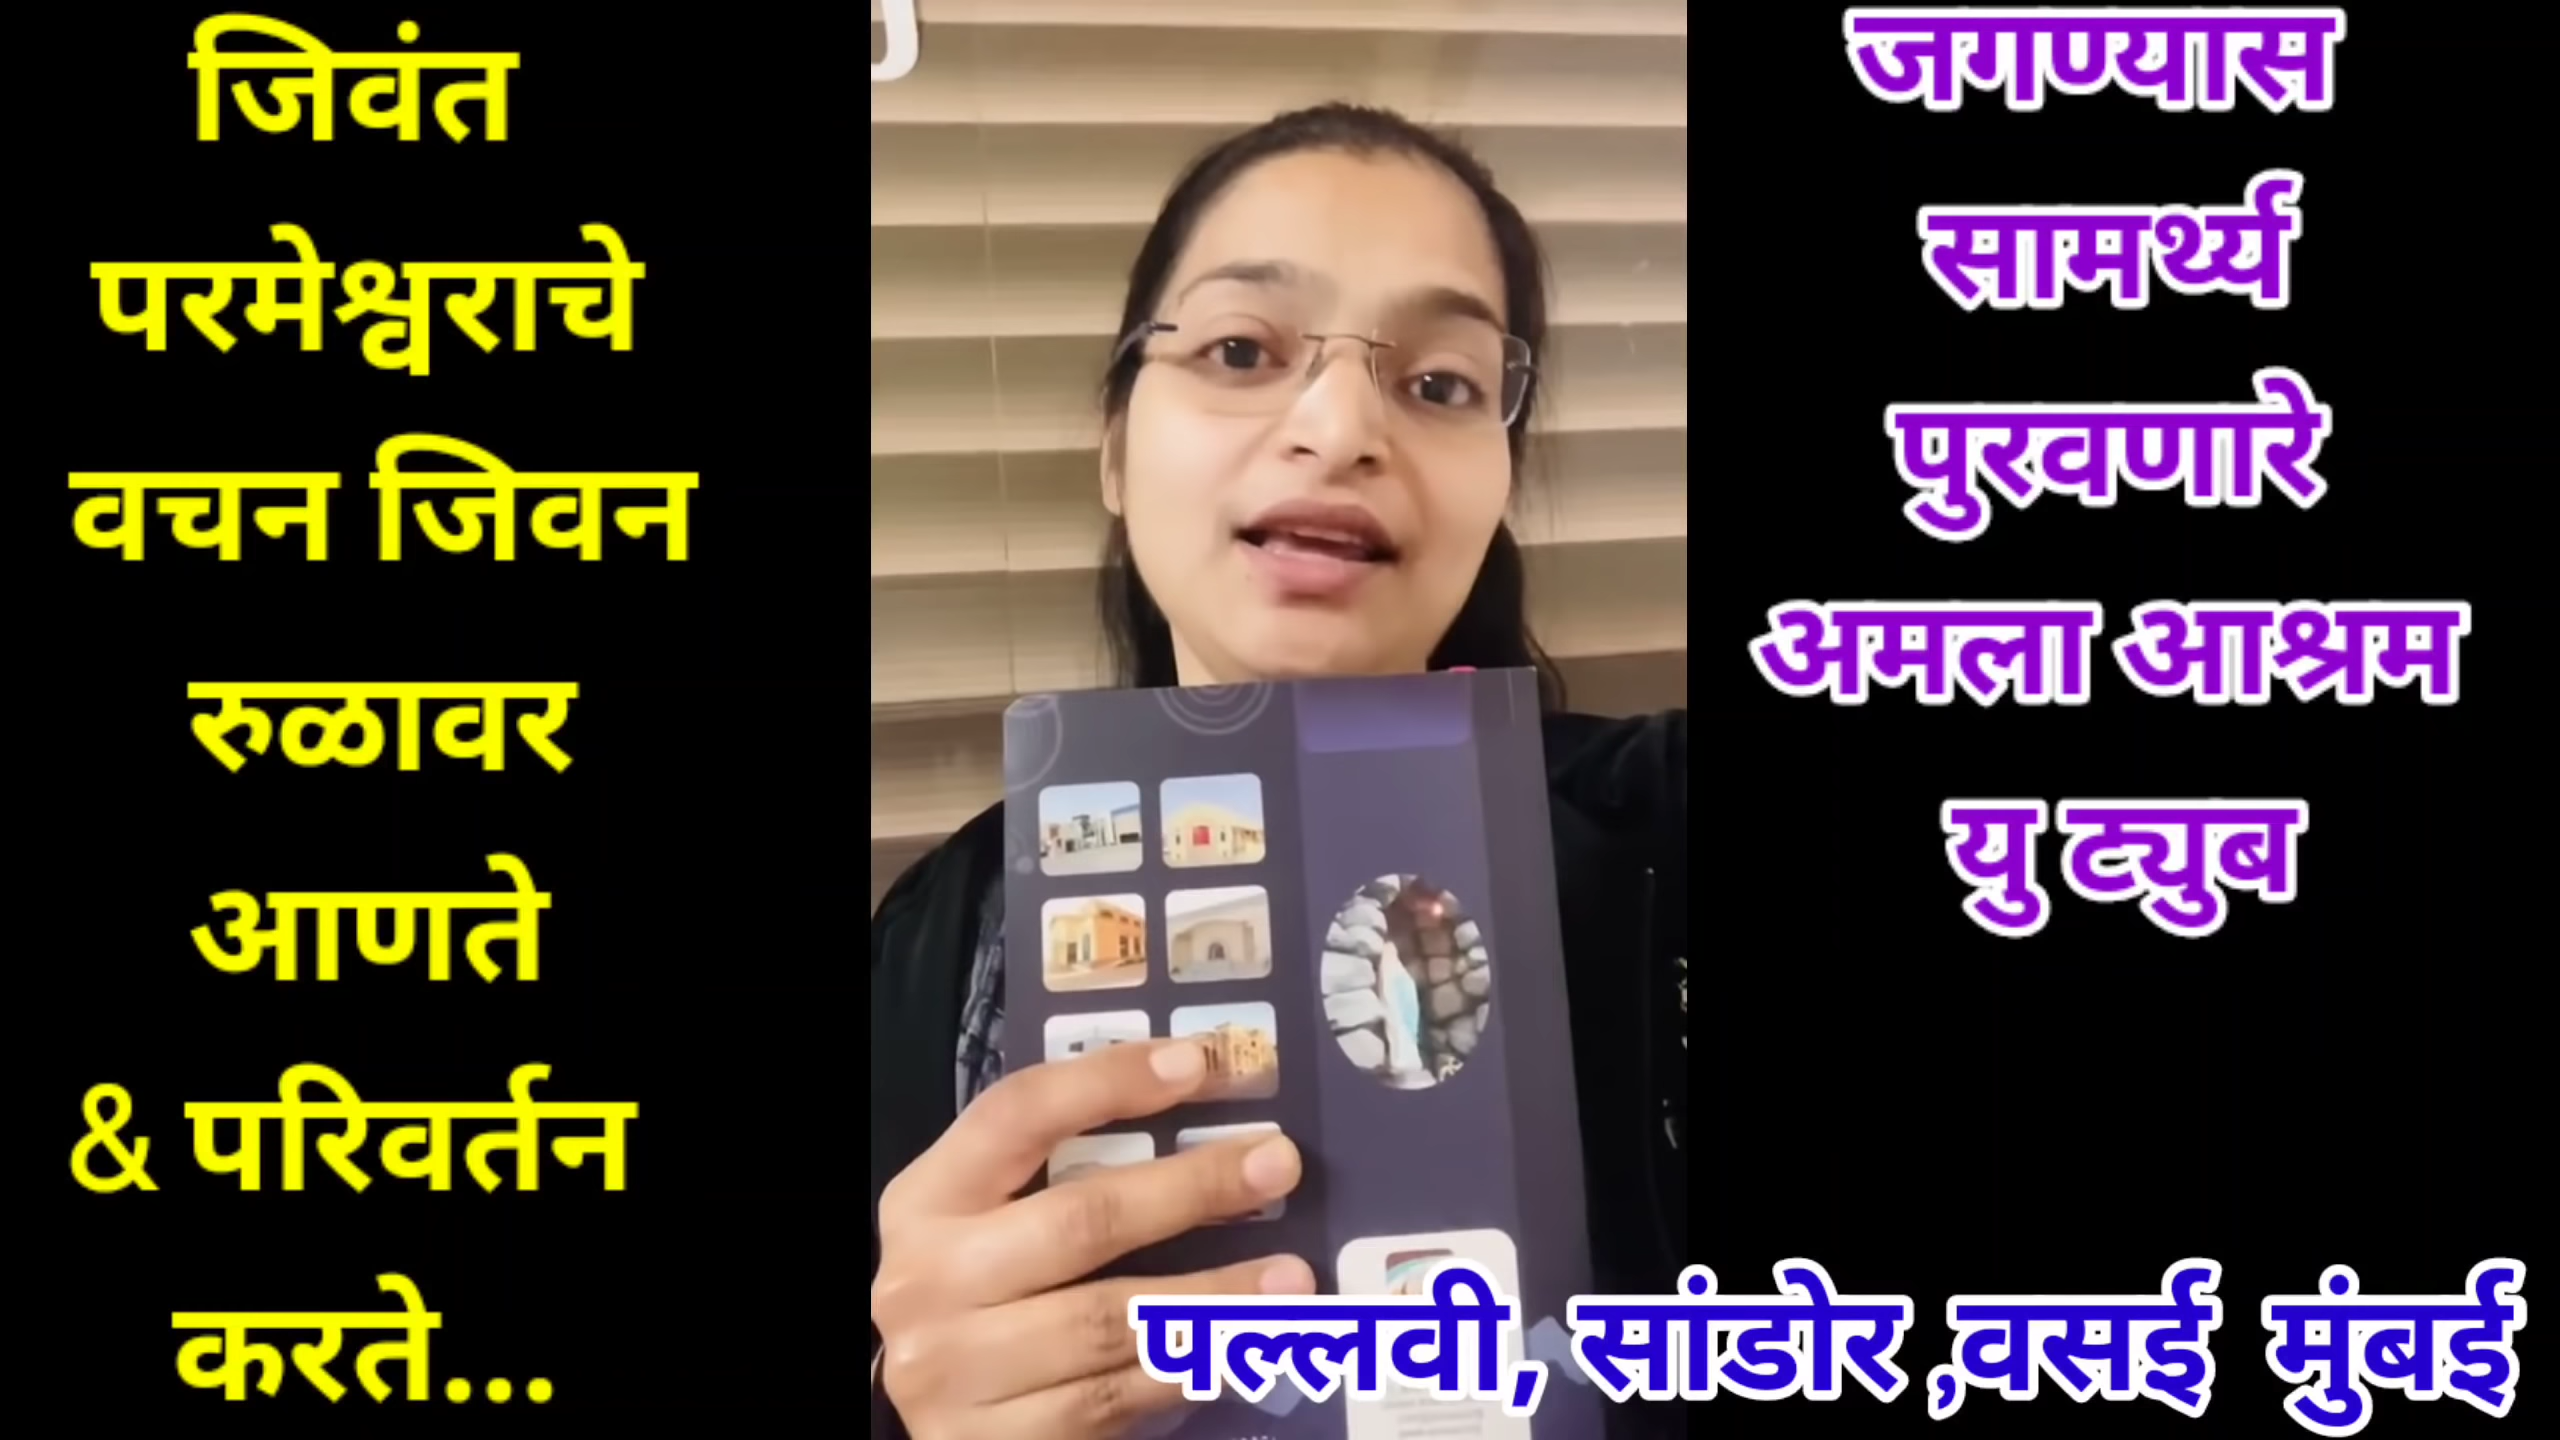 जिवंत
परमेश्वराचे
वचन जिवन
रुळावर
आणते
& परिवर्तन
करते...
जगण्यास
सामर्थ्य
पुरवणारे
अमला आश्रम
यु ट्युब
पल्लवी, सांडोर ,वसई मुंबई